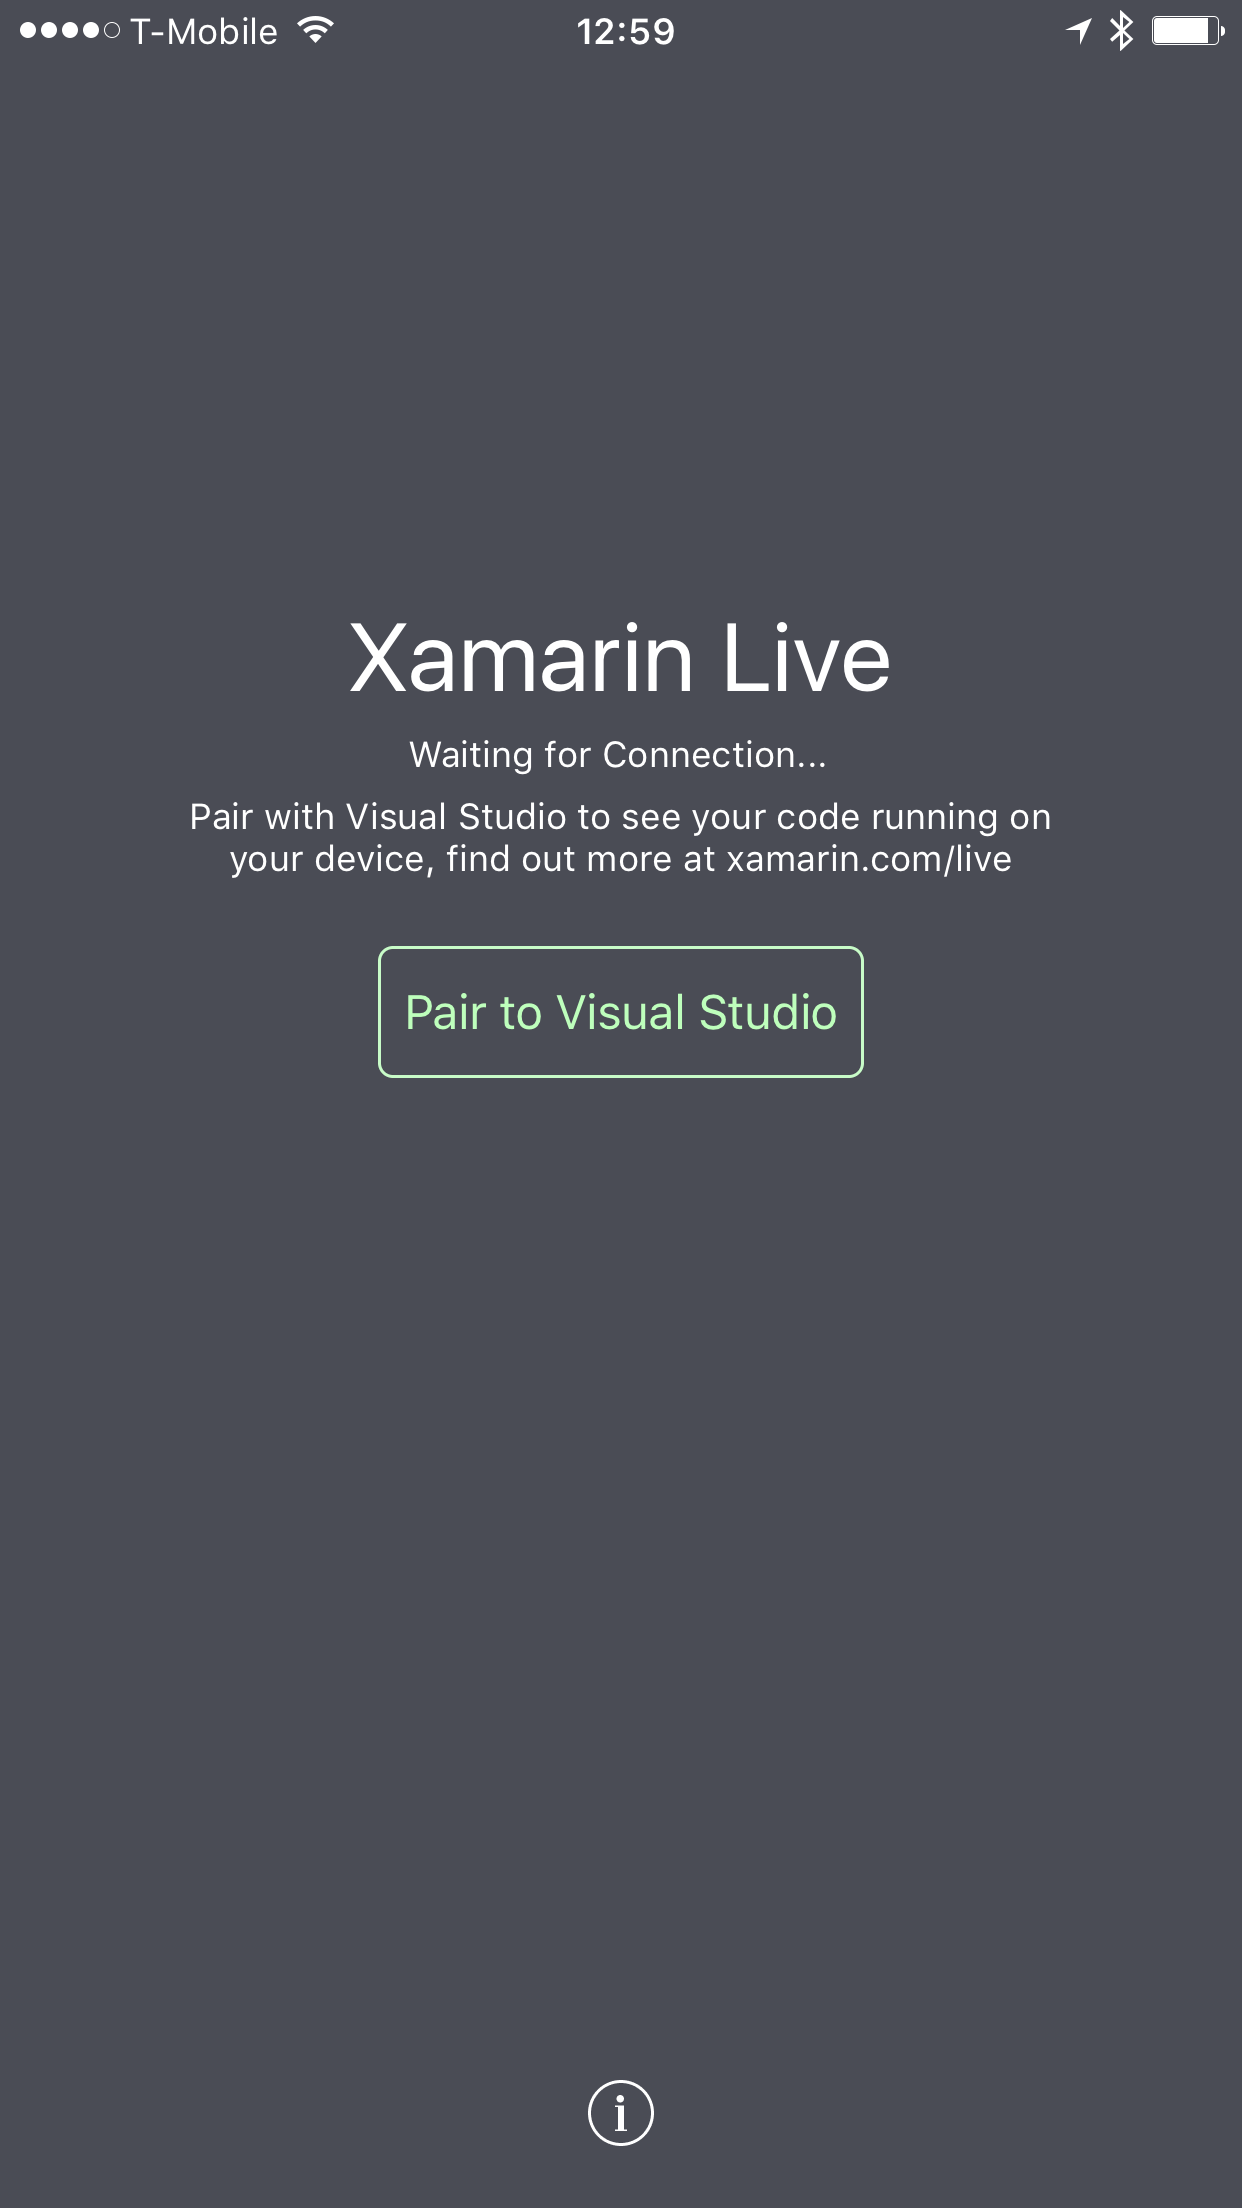 T-Mobile 12:59
Xamarin Live
Waiting for Connection...
Pair with Visual Studio to see your code running on
your device, find out more at xamarin.com/live
Pair to Visual Studio
i